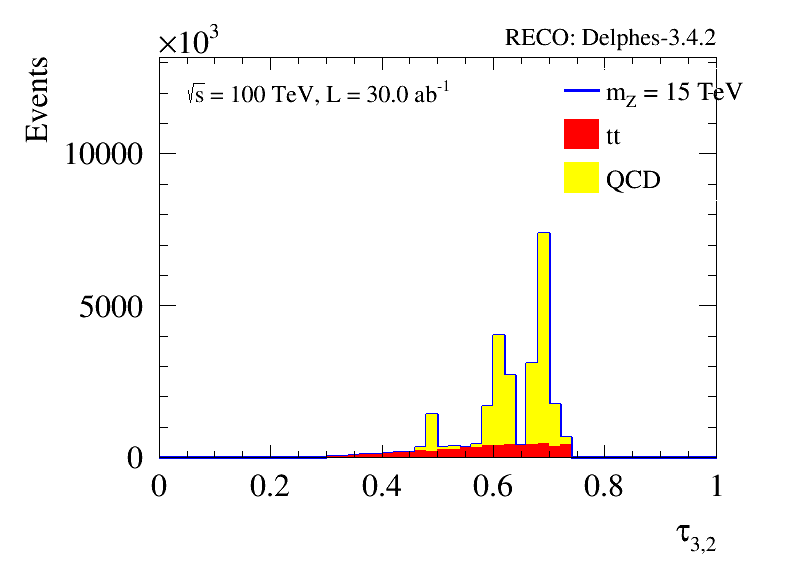 ×10³
RECO: Delphes-3.4.2
Events
√s = 100 TeV, L = 30.0 ab⁻¹
m_Z = 15 TeV
tt
QCD
10000
5000
0
0 0.2 0.4 0.6 0.8 1
τ_3,2